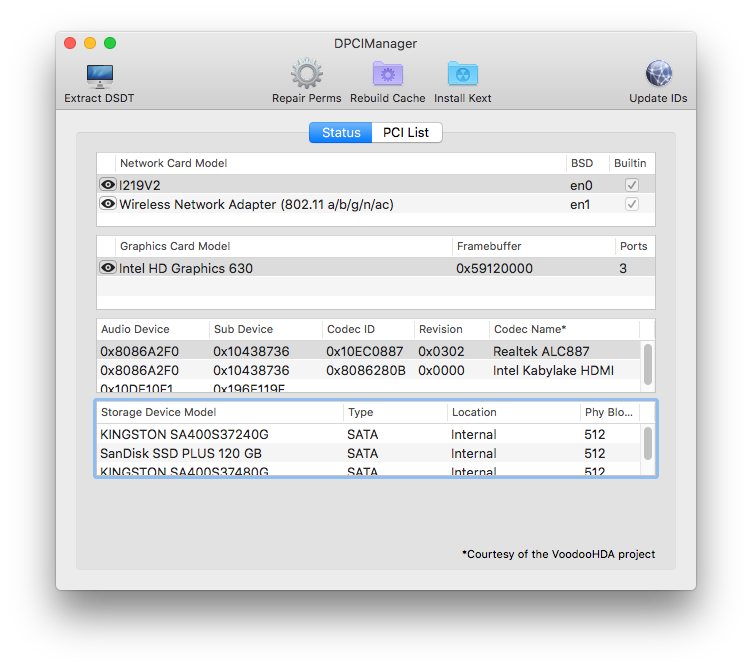 DPCIManager
Extract DSDT Repair Perms Rebuild Cache Install Kext Update IDs
Status PCI List
Network Card Model BSD Builtin
I219V2 en0
Wireless Network Adapter (802.11 a/b/g/n/ac) en1
Graphics Card Model Framebuffer Ports
Intel HD Graphics 630 0x59120000 3
Audio Device Sub Device Codec ID Revision Codec Name*
0x8086A2F0 0x10438736 0x10EC0887 0x0302 Realtek ALC887
0x8086A2F0 0x10438736 0x8086280B 0x0000 Intel Kabylake HDMI
0x10DE10F1 0x196E119E
Storage Device Model Type Location Phy Blo...
KINGSTON SA400S37240G SATA Internal 512
SanDisk SSD PLUS 120 GB SATA Internal 512
KINGSTON SA400S37480G SATA Internal 512
*Courtesy of the VoodooHDA project